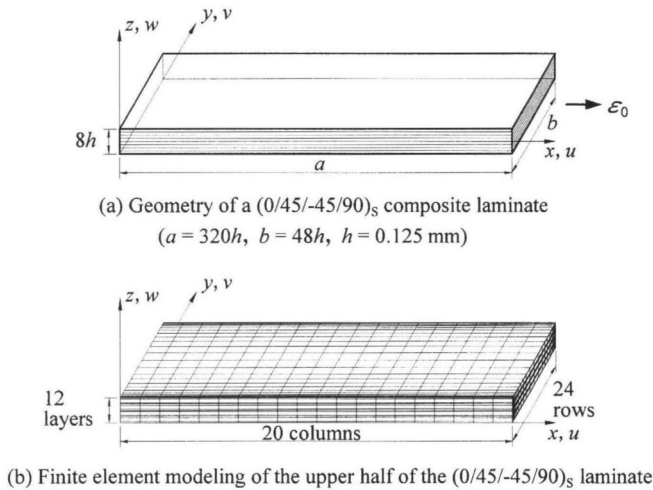 z, w
y, v
8h
a
b
ε₀
x, u
(a) Geometry of a (0/45/-45/90)ₛ composite laminate
(a = 320h, b = 48h, h = 0.125 mm)
z, w
y, v
12
layers
20 columns
24
rows
x, u
(b) Finite element modeling of the upper half of the (0/45/-45/90)ₛ laminate